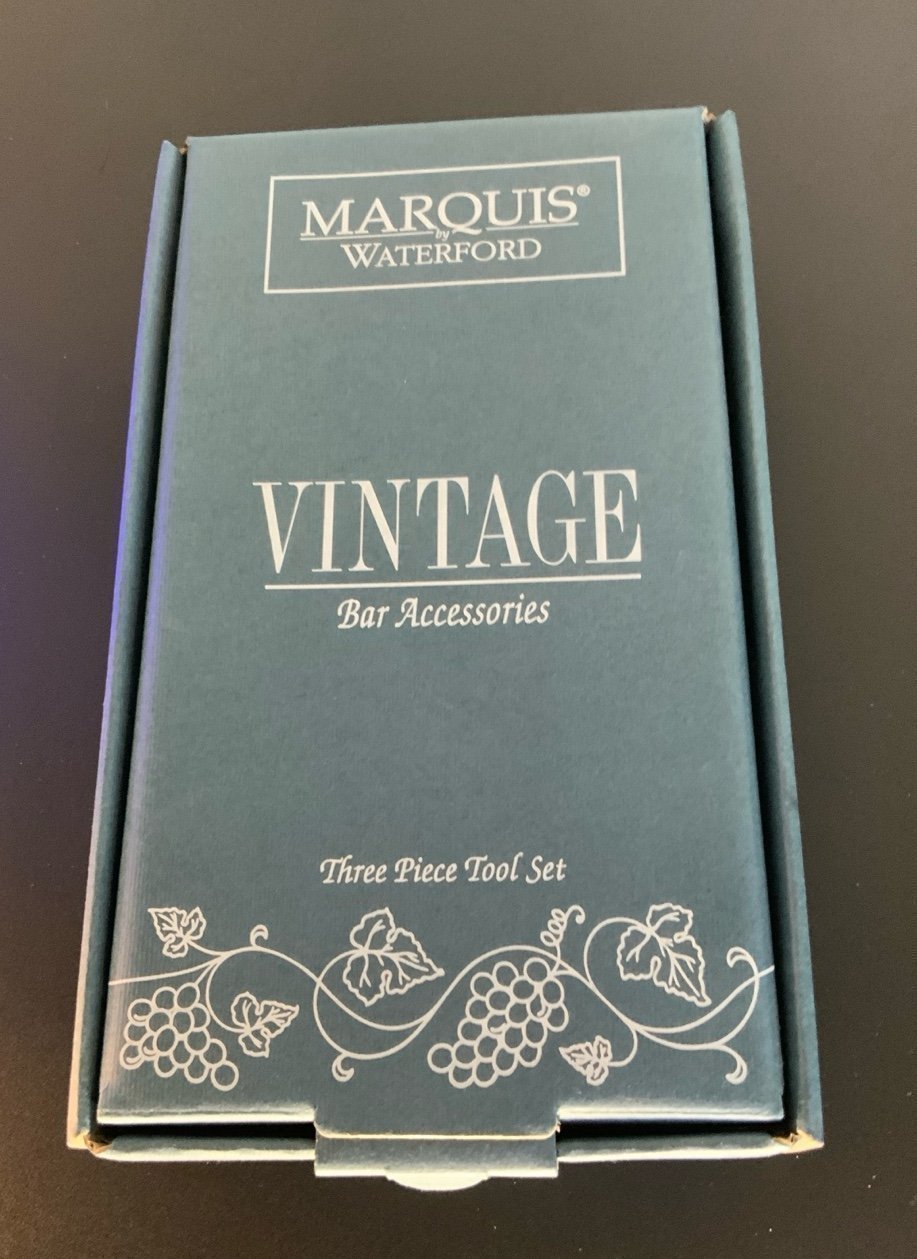 MARQUIS®
by
WATERFORD
VINTAGE
Bar Accessories
Three Piece Tool Set